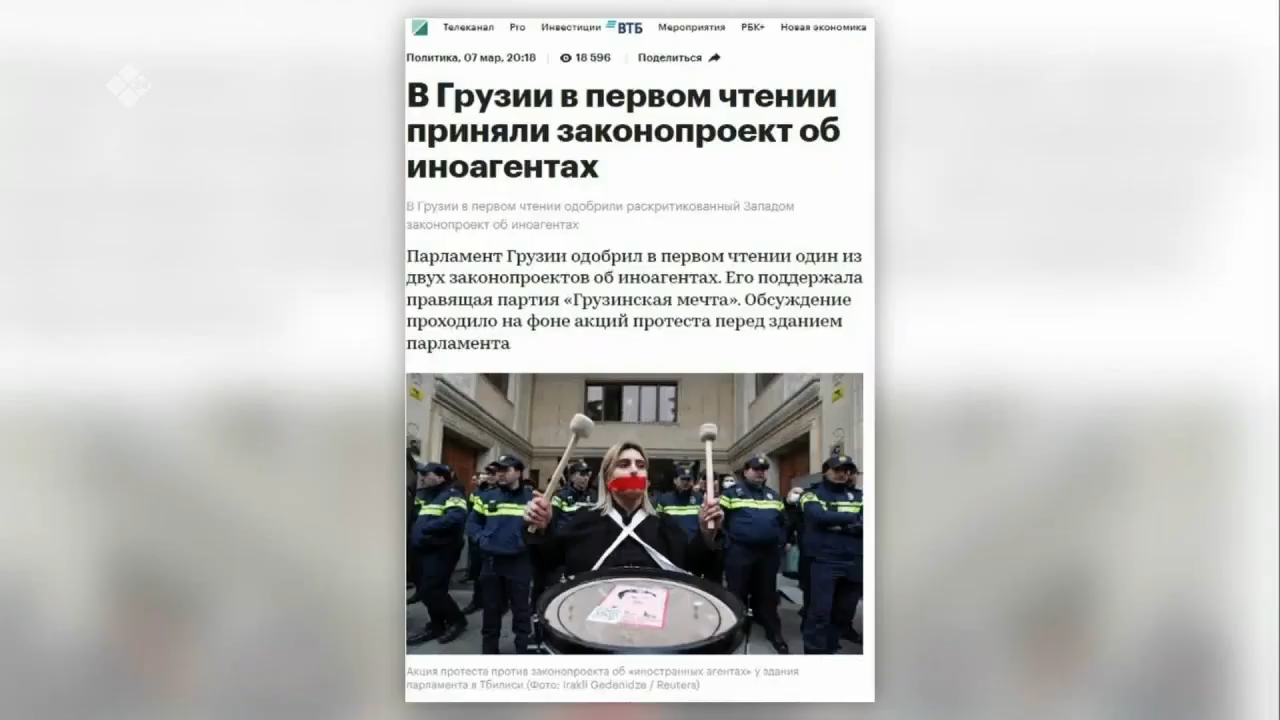 Телеканал Pro Инвестиции ВТБ Мероприятия РБК+ Новая экономика
Политика, 07 мар, 20:18 18 596 Поделиться
В Грузии в первом чтении
приняли законопроект об
иноагентах
В Грузии в первом чтении одобрили раскритикованный Западом
законопроект об иноагентах
Парламент Грузии одобрил в первом чтении один из
двух законопроектов об иноагентах. Его поддержала
правящая партия «Грузинская мечта». Обсуждение
проходило на фоне акций протеста перед зданием
парламента
Акция протеста против законопроекта об «иностранных агентах» у здания
парламента в Тбилиси (Фото: Irakli Gedenidze / Reuters)